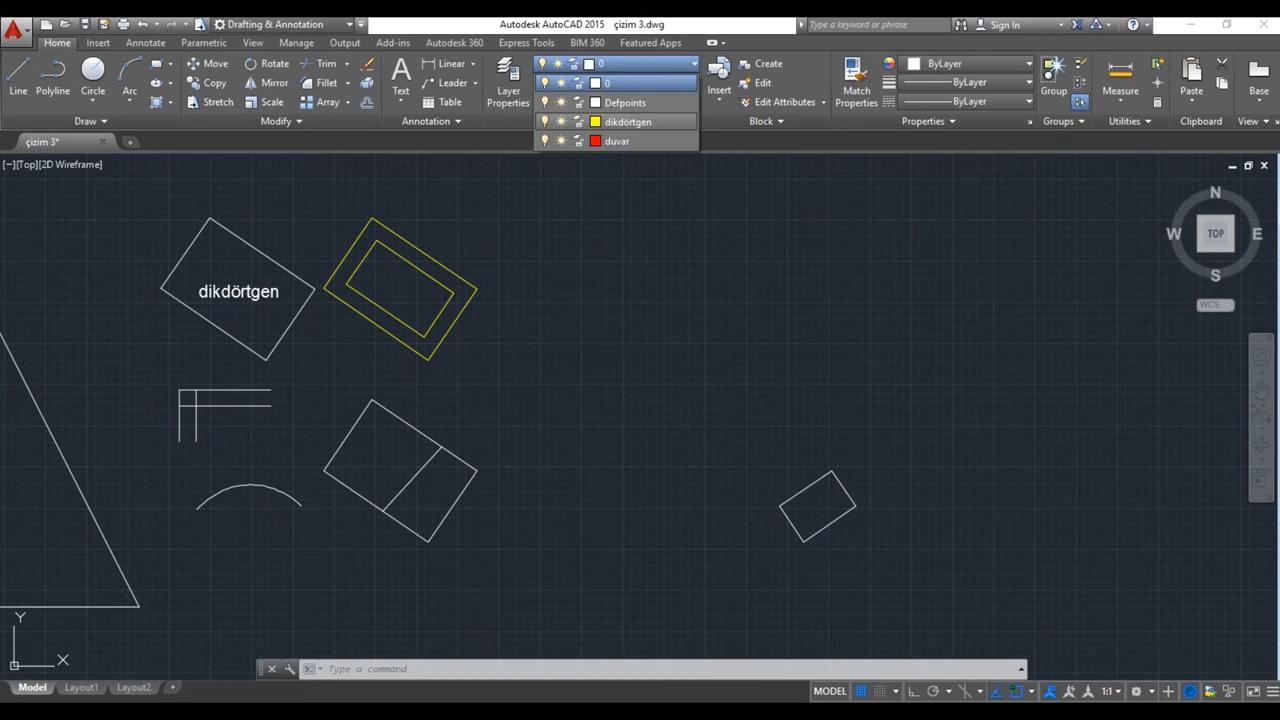 Drafting & Annotation
Autodesk AutoCAD 2015 çizim 3.dwg
Type a keyword or phrase
Sign In
Home Insert Annotate Parametric View Manage Output Add-ins Autodesk 360 Express Tools BIM 360 Featured Apps
Move Rotate Trim
Copy Mirror Fillet
Stretch Scale Array
Line Polyline Circle Arc
Text
Linear
Leader
Table
Layer
Properties
0
0
Defpoints
dikdörtgen
duvar
Insert
Create
Edit
Edit Attributes
Match
Properties
ByLayer
ByLayer
ByLayer
Group
Measure
Paste
Base
Draw Modify Annotation Block Properties Groups Utilities Clipboard View
çizim 3*
[−][Top][2D Wireframe]
N
W TOP E
S
WCS
dikdörtgen
Y
X
Type a command
Model Layout1 Layout2 +
MODEL
1:1